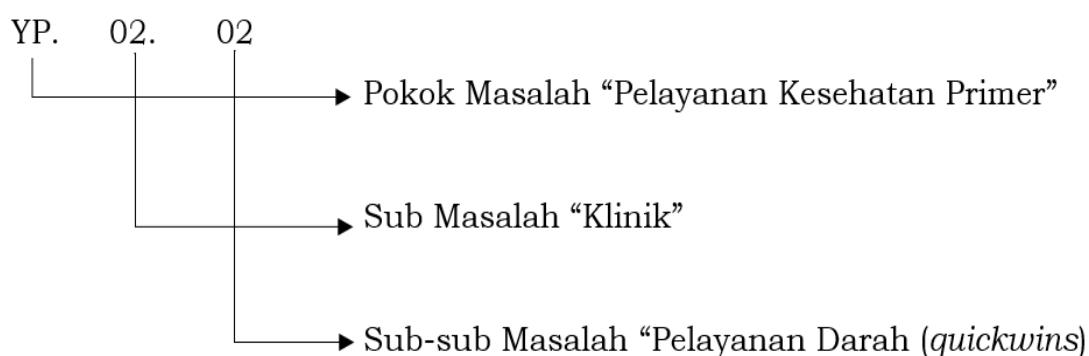 YP. 02. 02
Pokok Masalah “Pelayanan Kesehatan Primer”
Sub Masalah “Klinik”
Sub-sub Masalah “Pelayanan Darah (quickwins)